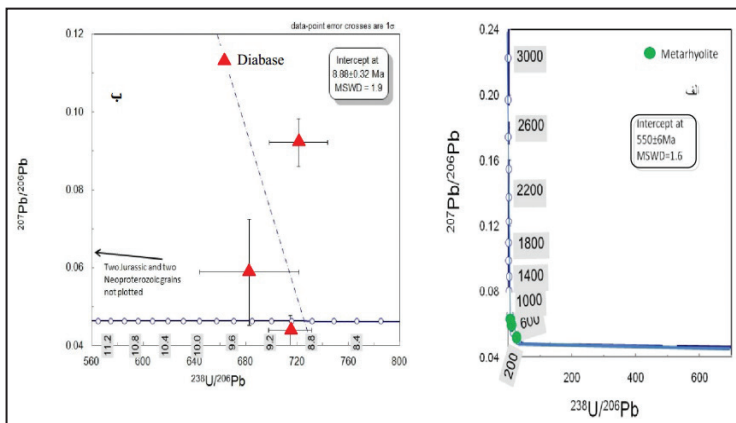 data-point error crosses are 1σ
0.12
0.10
0.08
0.06
0.04
207Pb/206Pb
Diabase
Intercept at
8.88±0.32 Ma
MSWD = 1.9
ب
Two Jurassic and two
Neoproterozoic grains
not plotted
11.2 10.8 10.4 10.0 9.6 9.2 8.8 8.4
560 600 640 680 720 760 800
238U/206Pb
0.24
0.20
0.16
0.12
0.08
0.04
207Pb/206Pb
Metarhyolite
الف
Intercept at
550±6Ma
MSWD=1.6
3000
2600
2200
1800
1400
1000
600
200
200 400 600
238U/206Pb